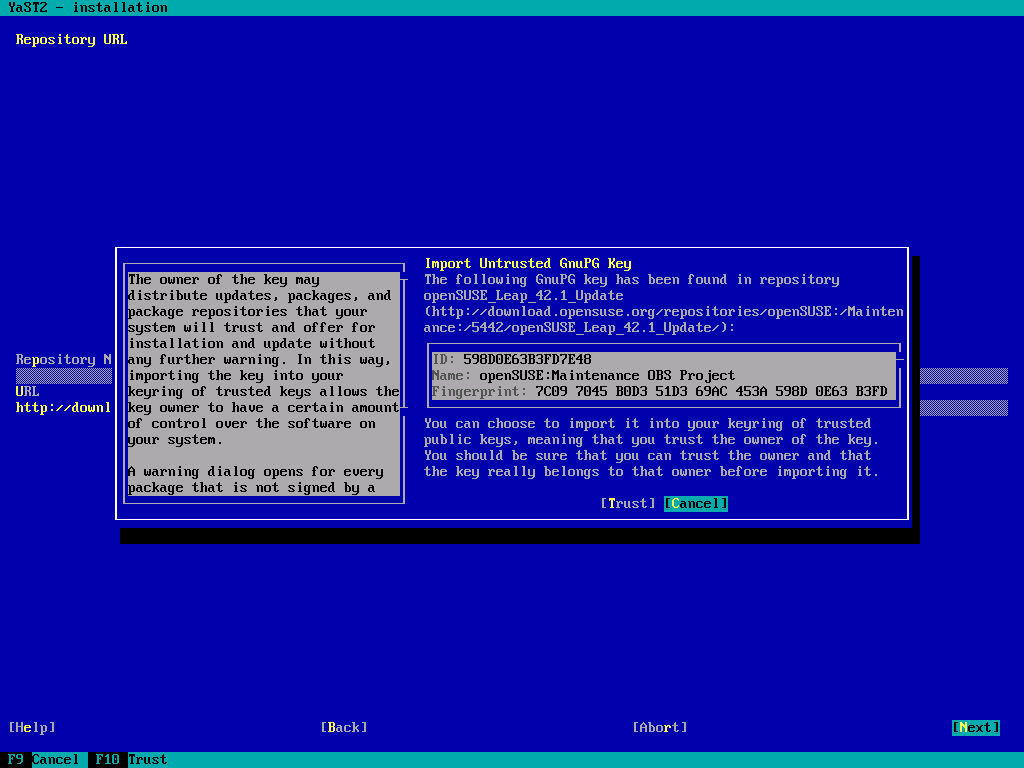 YaST2 - installation
Repository URL
The owner of the key may
distribute updates, packages, and
package repositories that your
system will trust and offer for
installation and update without
any further warning. In this way,
importing the key into your
keyring of trusted keys allows the
key owner to have a certain amount
of control over the software on
your system.
A warning dialog opens for every
package that is not signed by a
Import Untrusted GnuPG Key
The following GnuPG key has been found in repository
openSUSE_Leap_42.1_Update
(http://download.opensuse.org/repositories/openSUSE:/Mainten
ance:/5442/openSUSE_Leap_42.1_Update/):
ID: 598D0E63B3FD7E48
Name: openSUSE:Maintenance OBS Project
Fingerprint: 7C09 7045 B0D3 51D3 69AC 453A 598D 0E63 B3FD
You can choose to import it into your keyring of trusted
public keys, meaning that you trust the owner of the key.
You should be sure that you can trust the owner and that
the key really belongs to that owner before importing it.
[Trust] [Cancel]
Repository N
URL
http://downl
[Help] [Back] [Abort] [Next]
F9 Cancel F10 Trust